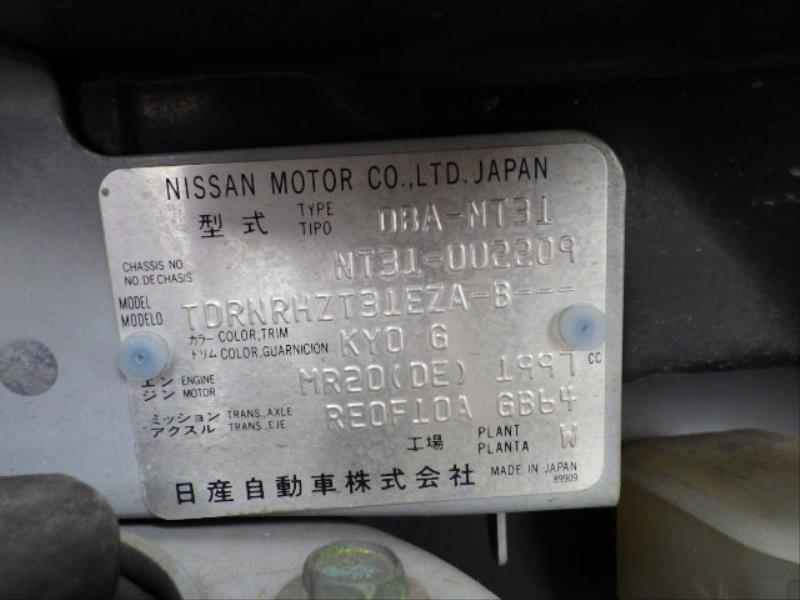 NISSAN MOTOR CO.,LTD. JAPAN
型式 TYPE TIPO DBA-NT31
CHASSIS NO. NO. DE CHASIS NT31-002209
MODEL MODELO TDRNRHZT31EZA-B---
カラー COLOR,TRIM トリム COLOR,GUARNICION KY0 G
エンジン ENGINE MOTOR MR20(DE) 1997 CC
ミッション アクスル TRANS.,AXLE TRANS.,EJE RE0F10A GB64
工場 PLANT PLANTA W
日産自動車株式会社 MADE IN JAPAN
89909